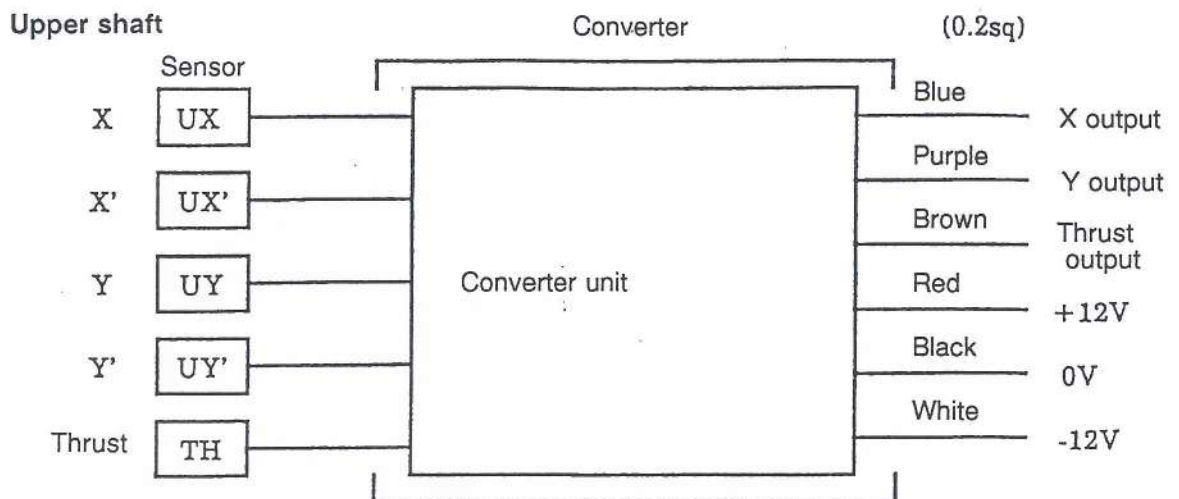 Upper shaft
Converter
(0.2sq)
Sensor
X
UX
X'
UX'
Y
UY
Y'
UY'
Thrust
TH
Converter unit
Blue
X output
Purple
Y output
Brown
Thrust
output
Red
+12V
Black
0V
White
-12V